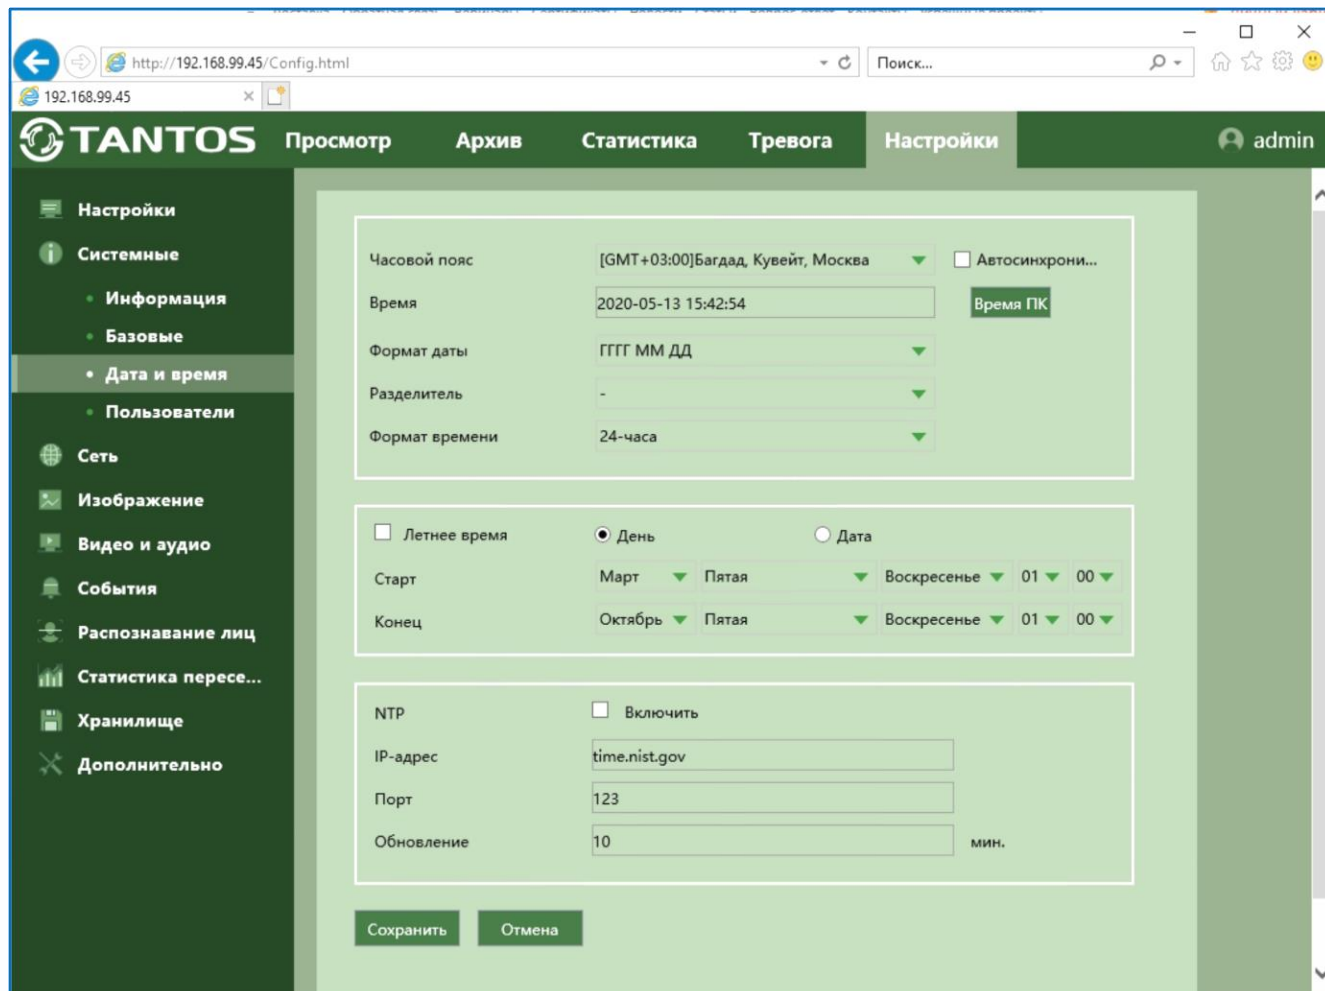 http://192.168.99.45/Config.html
Поиск...
192.168.99.45
TANTOS
Просмотр
Архив
Статистика
Тревога
Настройки
admin
Настройки
Системные
Информация
Базовые
Дата и время
Пользователи
Сеть
Изображение
Видео и аудио
События
Распознавание лиц
Статистика пересе...
Хранилище
Дополнительно
Часовой пояс [GMT+03:00]Багдад, Кувейт, Москва Автосинхрони...
Время 2020-05-13 15:42:54 Время ПК
Формат даты ГГГГ ММ ДД
Разделитель -
Формат времени 24-часа
Летнее время День Дата
Старт Март Пятая Воскресенье 01 00
Конец Октябрь Пятая Воскресенье 01 00
NTP Включить
IP-адрес time.nist.gov
Порт 123
Обновление 10 мин.
Сохранить Отмена